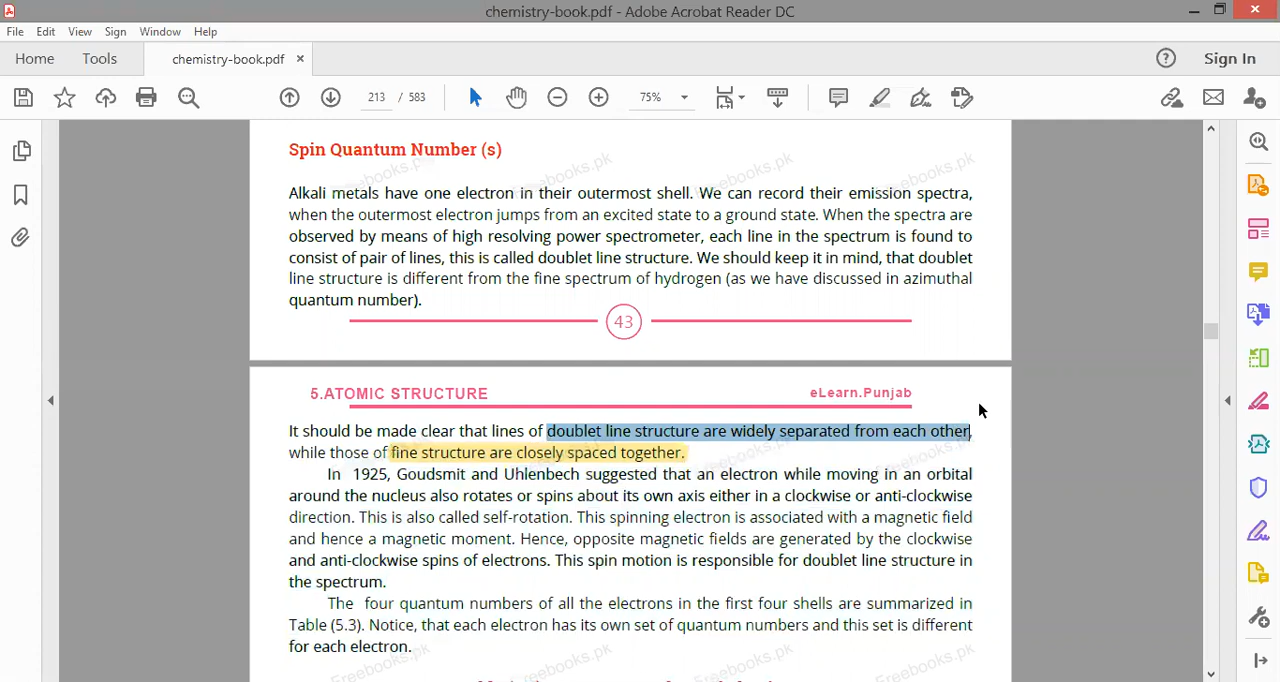 chemistry-book.pdf - Adobe Acrobat Reader DC
File Edit View Sign Window Help
Home Tools chemistry-book.pdf × Sign In
213 / 583 75%
Spin Quantum Number (s)
Alkali metals have one electron in their outermost shell. We can record their emission spectra,
when the outermost electron jumps from an excited state to a ground state. When the spectra are
observed by means of high resolving power spectrometer, each line in the spectrum is found to
consist of pair of lines, this is called doublet line structure. We should keep it in mind, that doublet
line structure is different from the fine spectrum of hydrogen (as we have discussed in azimuthal
quantum number).
43
5.ATOMIC STRUCTURE eLearn.Punjab
It should be made clear that lines of doublet line structure are widely separated from each other,
while those of fine structure are closely spaced together.
In 1925, Goudsmit and Uhlenbech suggested that an electron while moving in an orbital
around the nucleus also rotates or spins about its own axis either in a clockwise or anti-clockwise
direction. This is also called self-rotation. This spinning electron is associated with a magnetic field
and hence a magnetic moment. Hence, opposite magnetic fields are generated by the clockwise
and anti-clockwise spins of electrons. This spin motion is responsible for doublet line structure in
the spectrum.
The four quantum numbers of all the electrons in the first four shells are summarized in
Table (5.3). Notice, that each electron has its own set of quantum numbers and this set is different
for each electron.